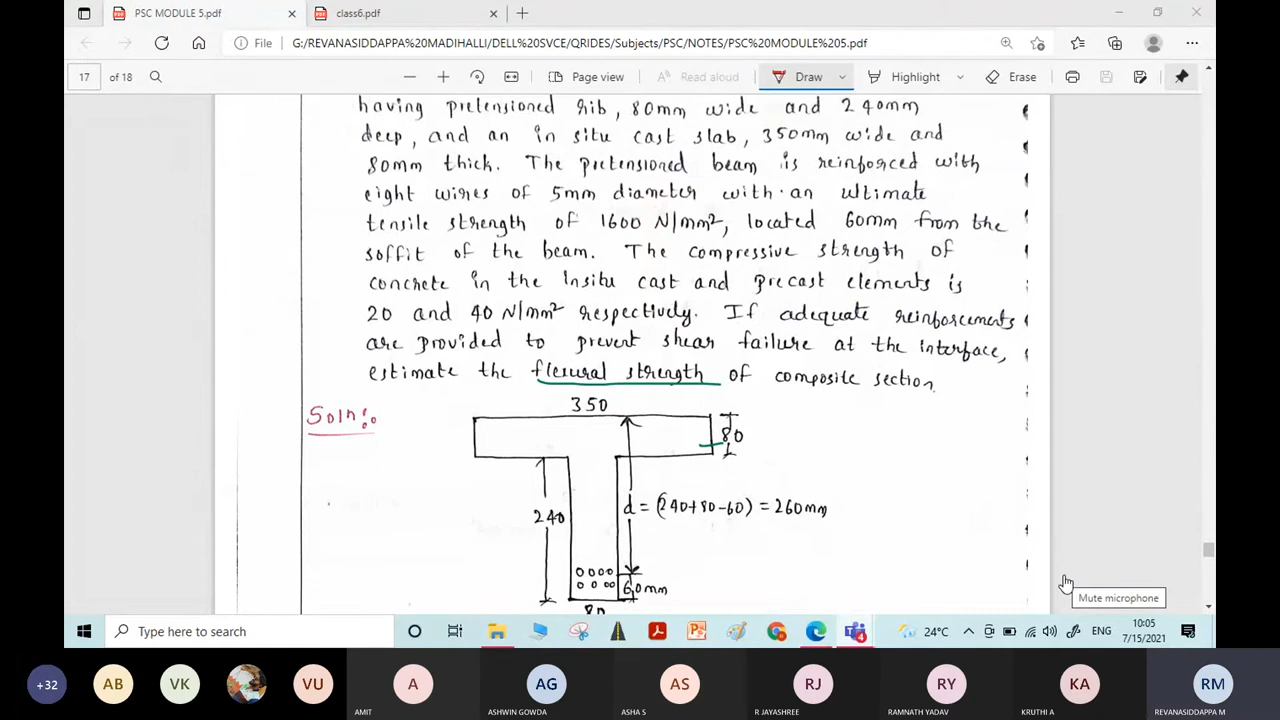 PSC MODULE 5.pdf
class6.pdf
File
G:/REVANASIDDAPPA%20MADIHALLI/DELL%20SVCE/QRIDES/Subjects/PSC/NOTES/PSC%20MODULE%205.pdf
17 of 18
Page view
Read aloud
Draw
Highlight
Erase
having pretensioned rib, 80mm wide and 240mm
deep, and an in situ cast slab, 350mm wide and
80mm thick. The pretensioned beam is reinforced with
eight wires of 5mm diameter with an ultimate
tensile strength of 1600 N/mm², located 60mm from the
soffit of the beam. The compressive strength of
concrete in the insitu cast and precast elements is
20 and 40 N/mm² respectively. If adequate reinforcements
are provided to prevent shear failure at the interface,
estimate the flexural strength of composite section.
Soln:
350
80
240
d = (240+80-60) = 260mm
60mm
80
Mute microphone
Type here to search
24°C
ENG
10:05
7/15/2021
+32
AB
VK
VU
A
AMIT
AG
ASHWIN GOWDA
AS
ASHA S
RJ
R JAYASHREE
RY
RAMNATH YADAV
KA
KRUTHI A
RM
REVANASIDDAPPA M